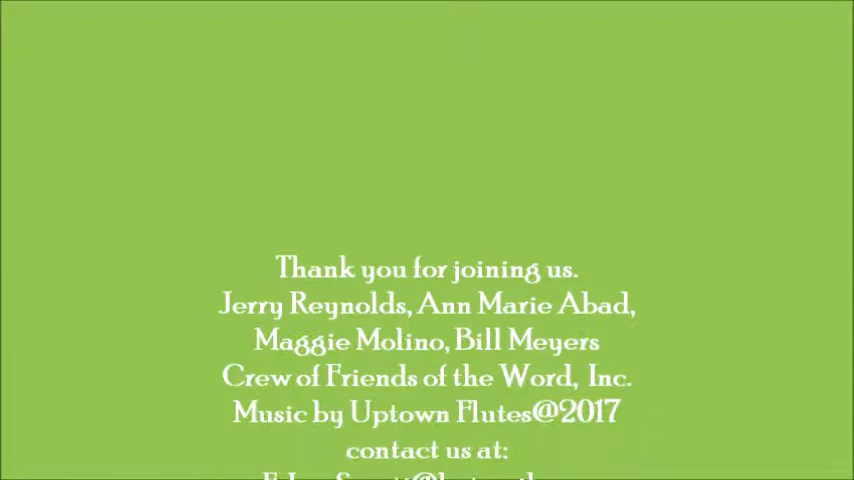 Thank you for joining us.
Jerry Reynolds, Ann Marie Abad,
Maggie Molino, Bill Meyers
Crew of Friends of the Word, Inc.
Music by Uptown Flutes@2017
contact us at: